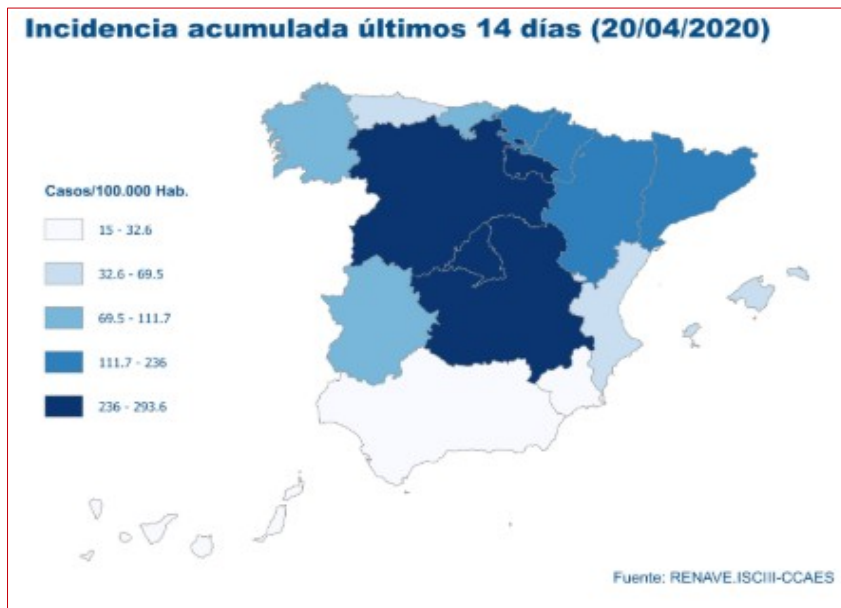 Incidencia acumulada últimos 14 días (20/04/2020)
Casos/100.000 Hab.
15 - 32.6
32.6 - 69.5
69.5 - 111.7
111.7 - 236
236 - 293.6
Fuente: RENAVE.ISCIII-CCAES